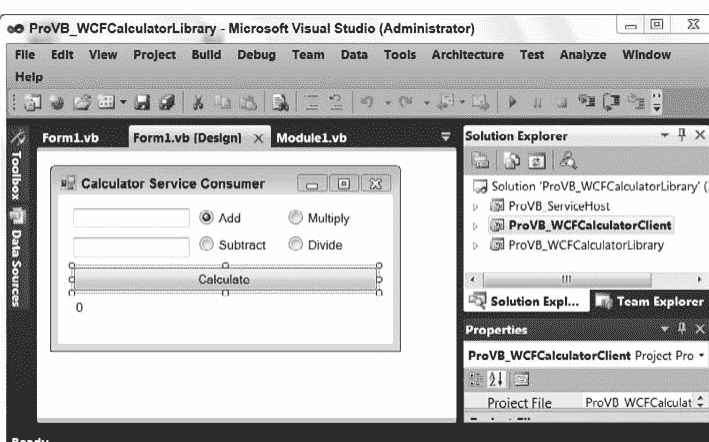 ProVB_WCFCalculatorLibrary - Microsoft Visual Studio (Administrator)
File Edit View Project Build Debug Team Data Tools Architecture Test Analyze Window
Help
Toolbox
Data Sources
Form1.vb Form1.vb [Design] Module1.vb
Calculator Service Consumer
Add Multiply
Subtract Divide
Calculate
0
Solution Explorer
Solution 'ProVB_WCFCalculatorLibrary' (
ProVB_ServiceHost
ProVB_WCFCalculatorClient
ProVB_WCFCalculatorLibrary
Solution Expl... Team Explorer
Properties
ProVB_WCFCalculatorClient Project Pro
Project File ProVB_WCFCalculat
Ready